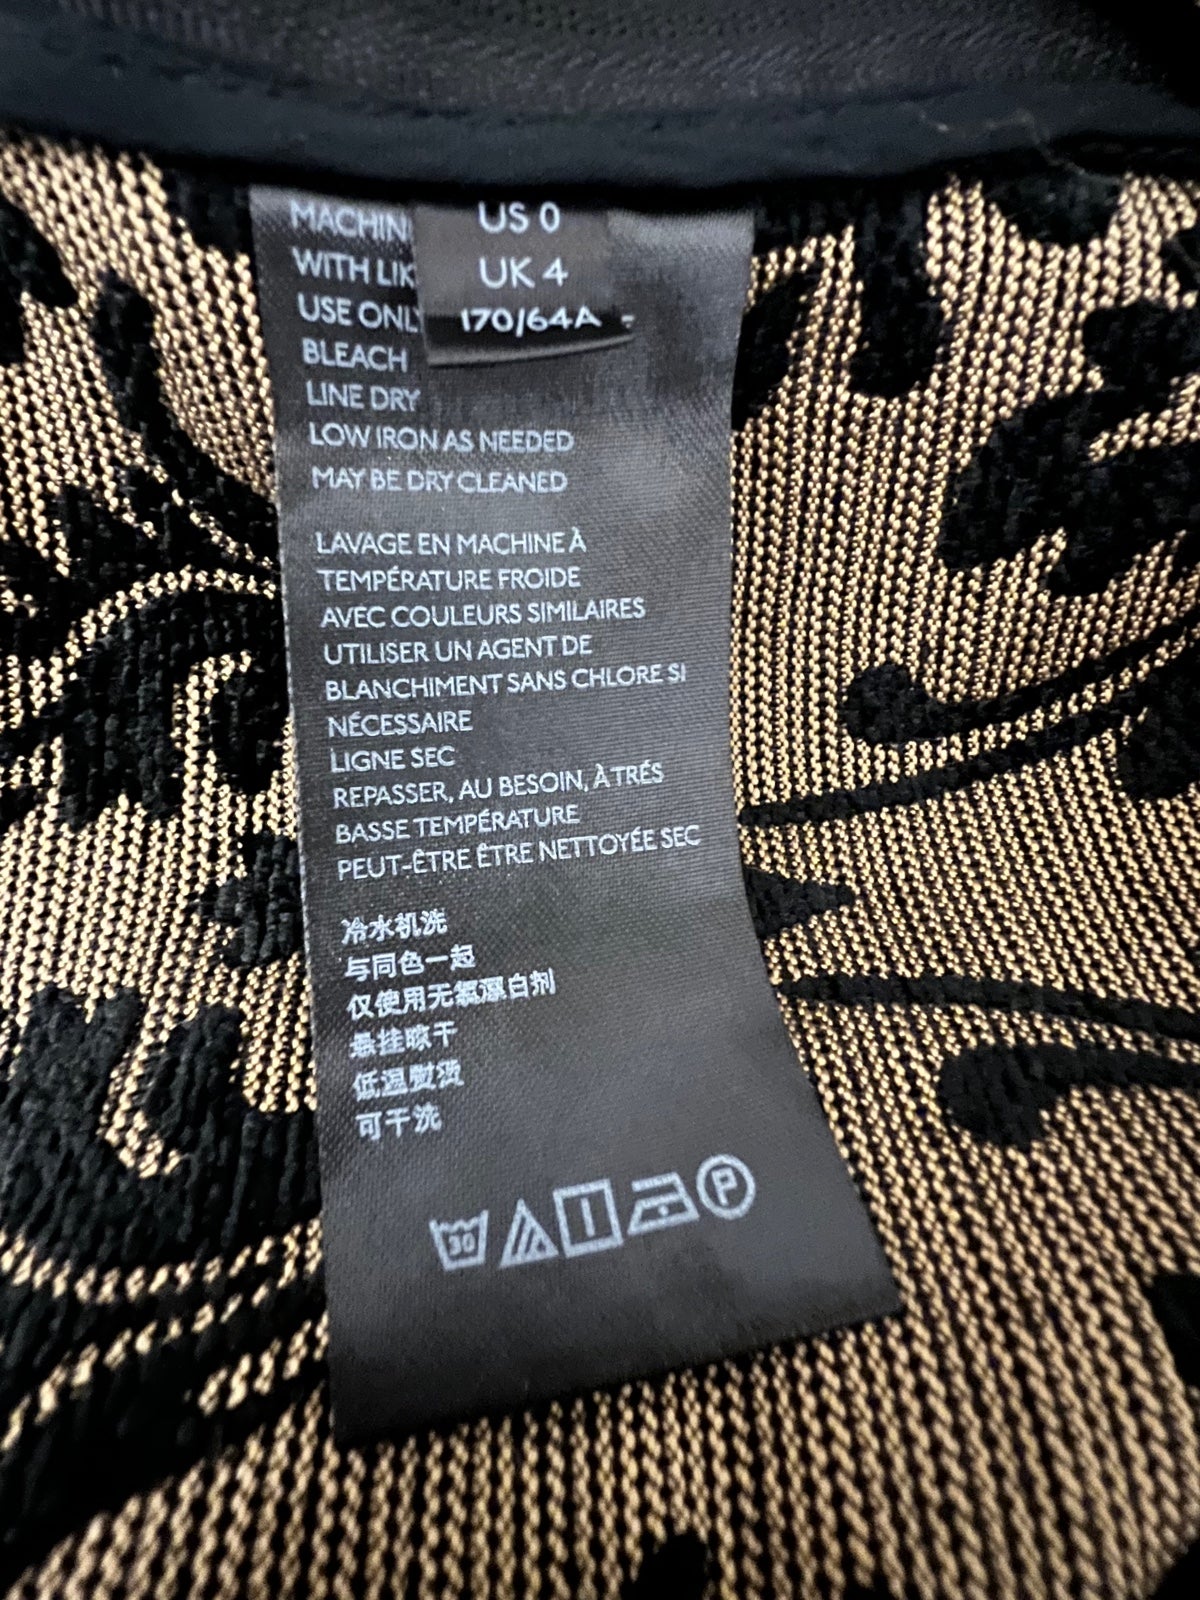 US 0
UK 4
170/64A
MACHIN
WITH LIK
USE ONLY
BLEACH
LINE DRY
LOW IRON AS NEEDED
MAY BE DRY CLEANED
LAVAGE EN MACHINE À
TEMPÉRATURE FROIDE
AVEC COULEURS SIMILAIRES
UTILISER UN AGENT DE
BLANCHIMENT SANS CHLORE SI
NÉCESSAIRE
LIGNE SEC
REPASSER, AU BESOIN, À TRÉS
BASSE TEMPÉRATURE
PEUT-ÊTRE ÊTRE NETTOYÉE SEC
冷水机洗
与同色一起
仅使用无氯漂白剂
悬挂晾干
低温熨烫
可干洗
30 P